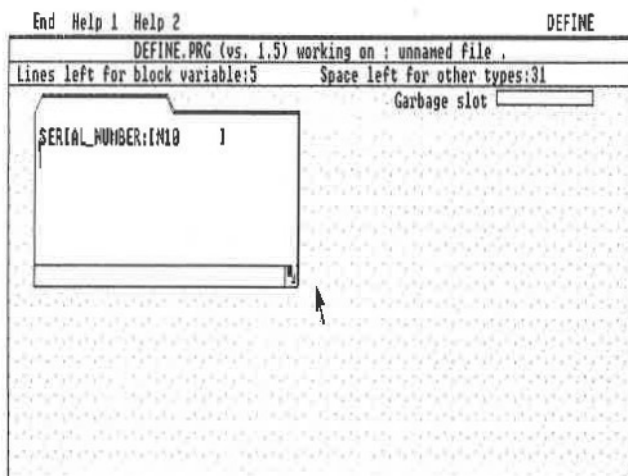 End Help 1 Help 2 DEFINE
DEFINE.PRG (vs. 1.5) working on : unnamed file .
Lines left for block variable:5 Space left for other types:31
Garbage slot
SERIAL_NUMBER:[N10 ]